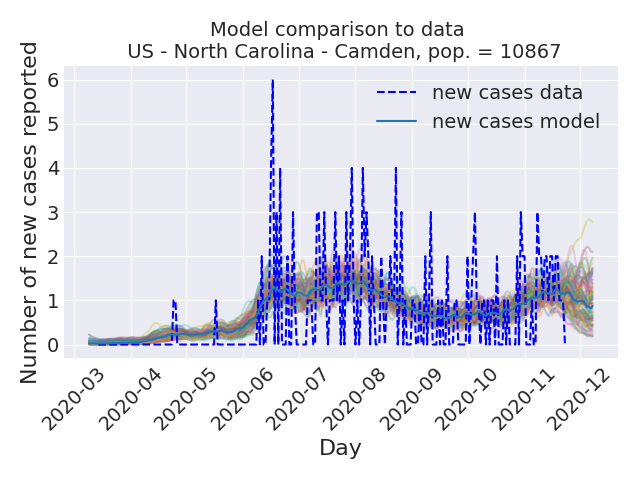 Model comparison to data
US - North Carolina - Camden, pop. = 10867
Number of new cases reported
6
5
4
3
2
1
0
new cases data
new cases model
2020-03
2020-04
2020-05
2020-06
2020-07
2020-08
2020-09
2020-10
2020-11
2020-12
Day